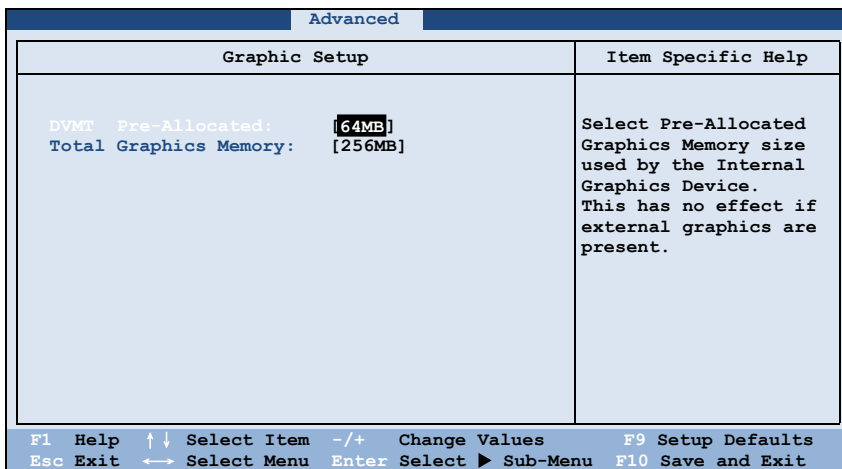 Advanced
Graphic Setup
Item Specific Help
DVMT Pre-Allocated: [64MB]
Total Graphics Memory: [256MB]
Select Pre-Allocated
Graphics Memory size
used by the Internal
Graphics Device.
This has no effect if
external graphics are
present.
F1 Help ↑↓ Select Item -/+ Change Values F9 Setup Defaults
Esc Exit ←→ Select Menu Enter Select ▶ Sub-Menu F10 Save and Exit